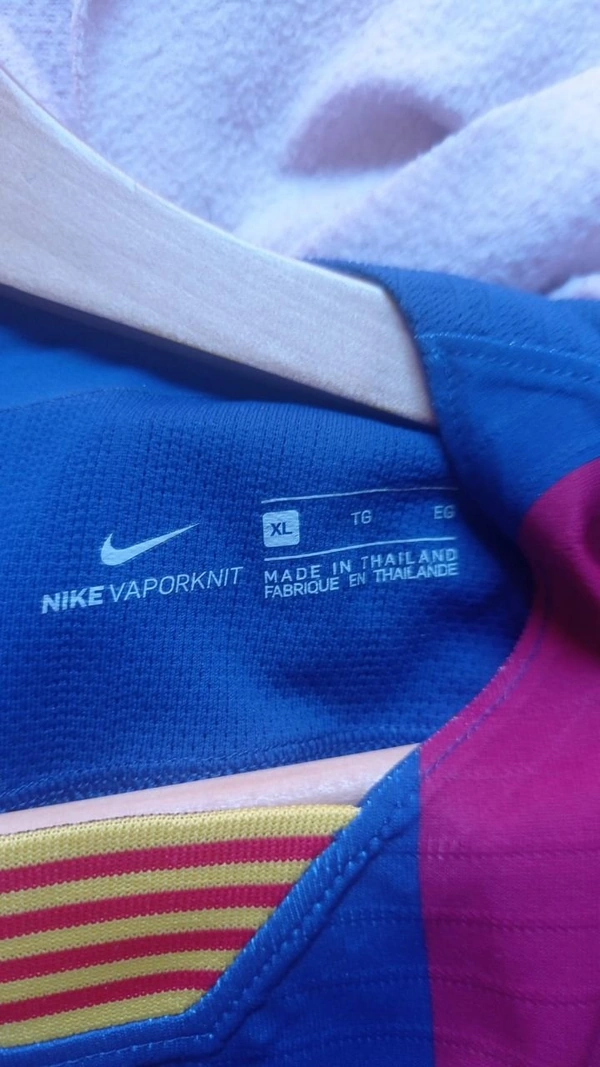 NIKE VAPORKNIT
XL TG EG
MADE IN THAILAND
FABRIQUE EN THAILANDE